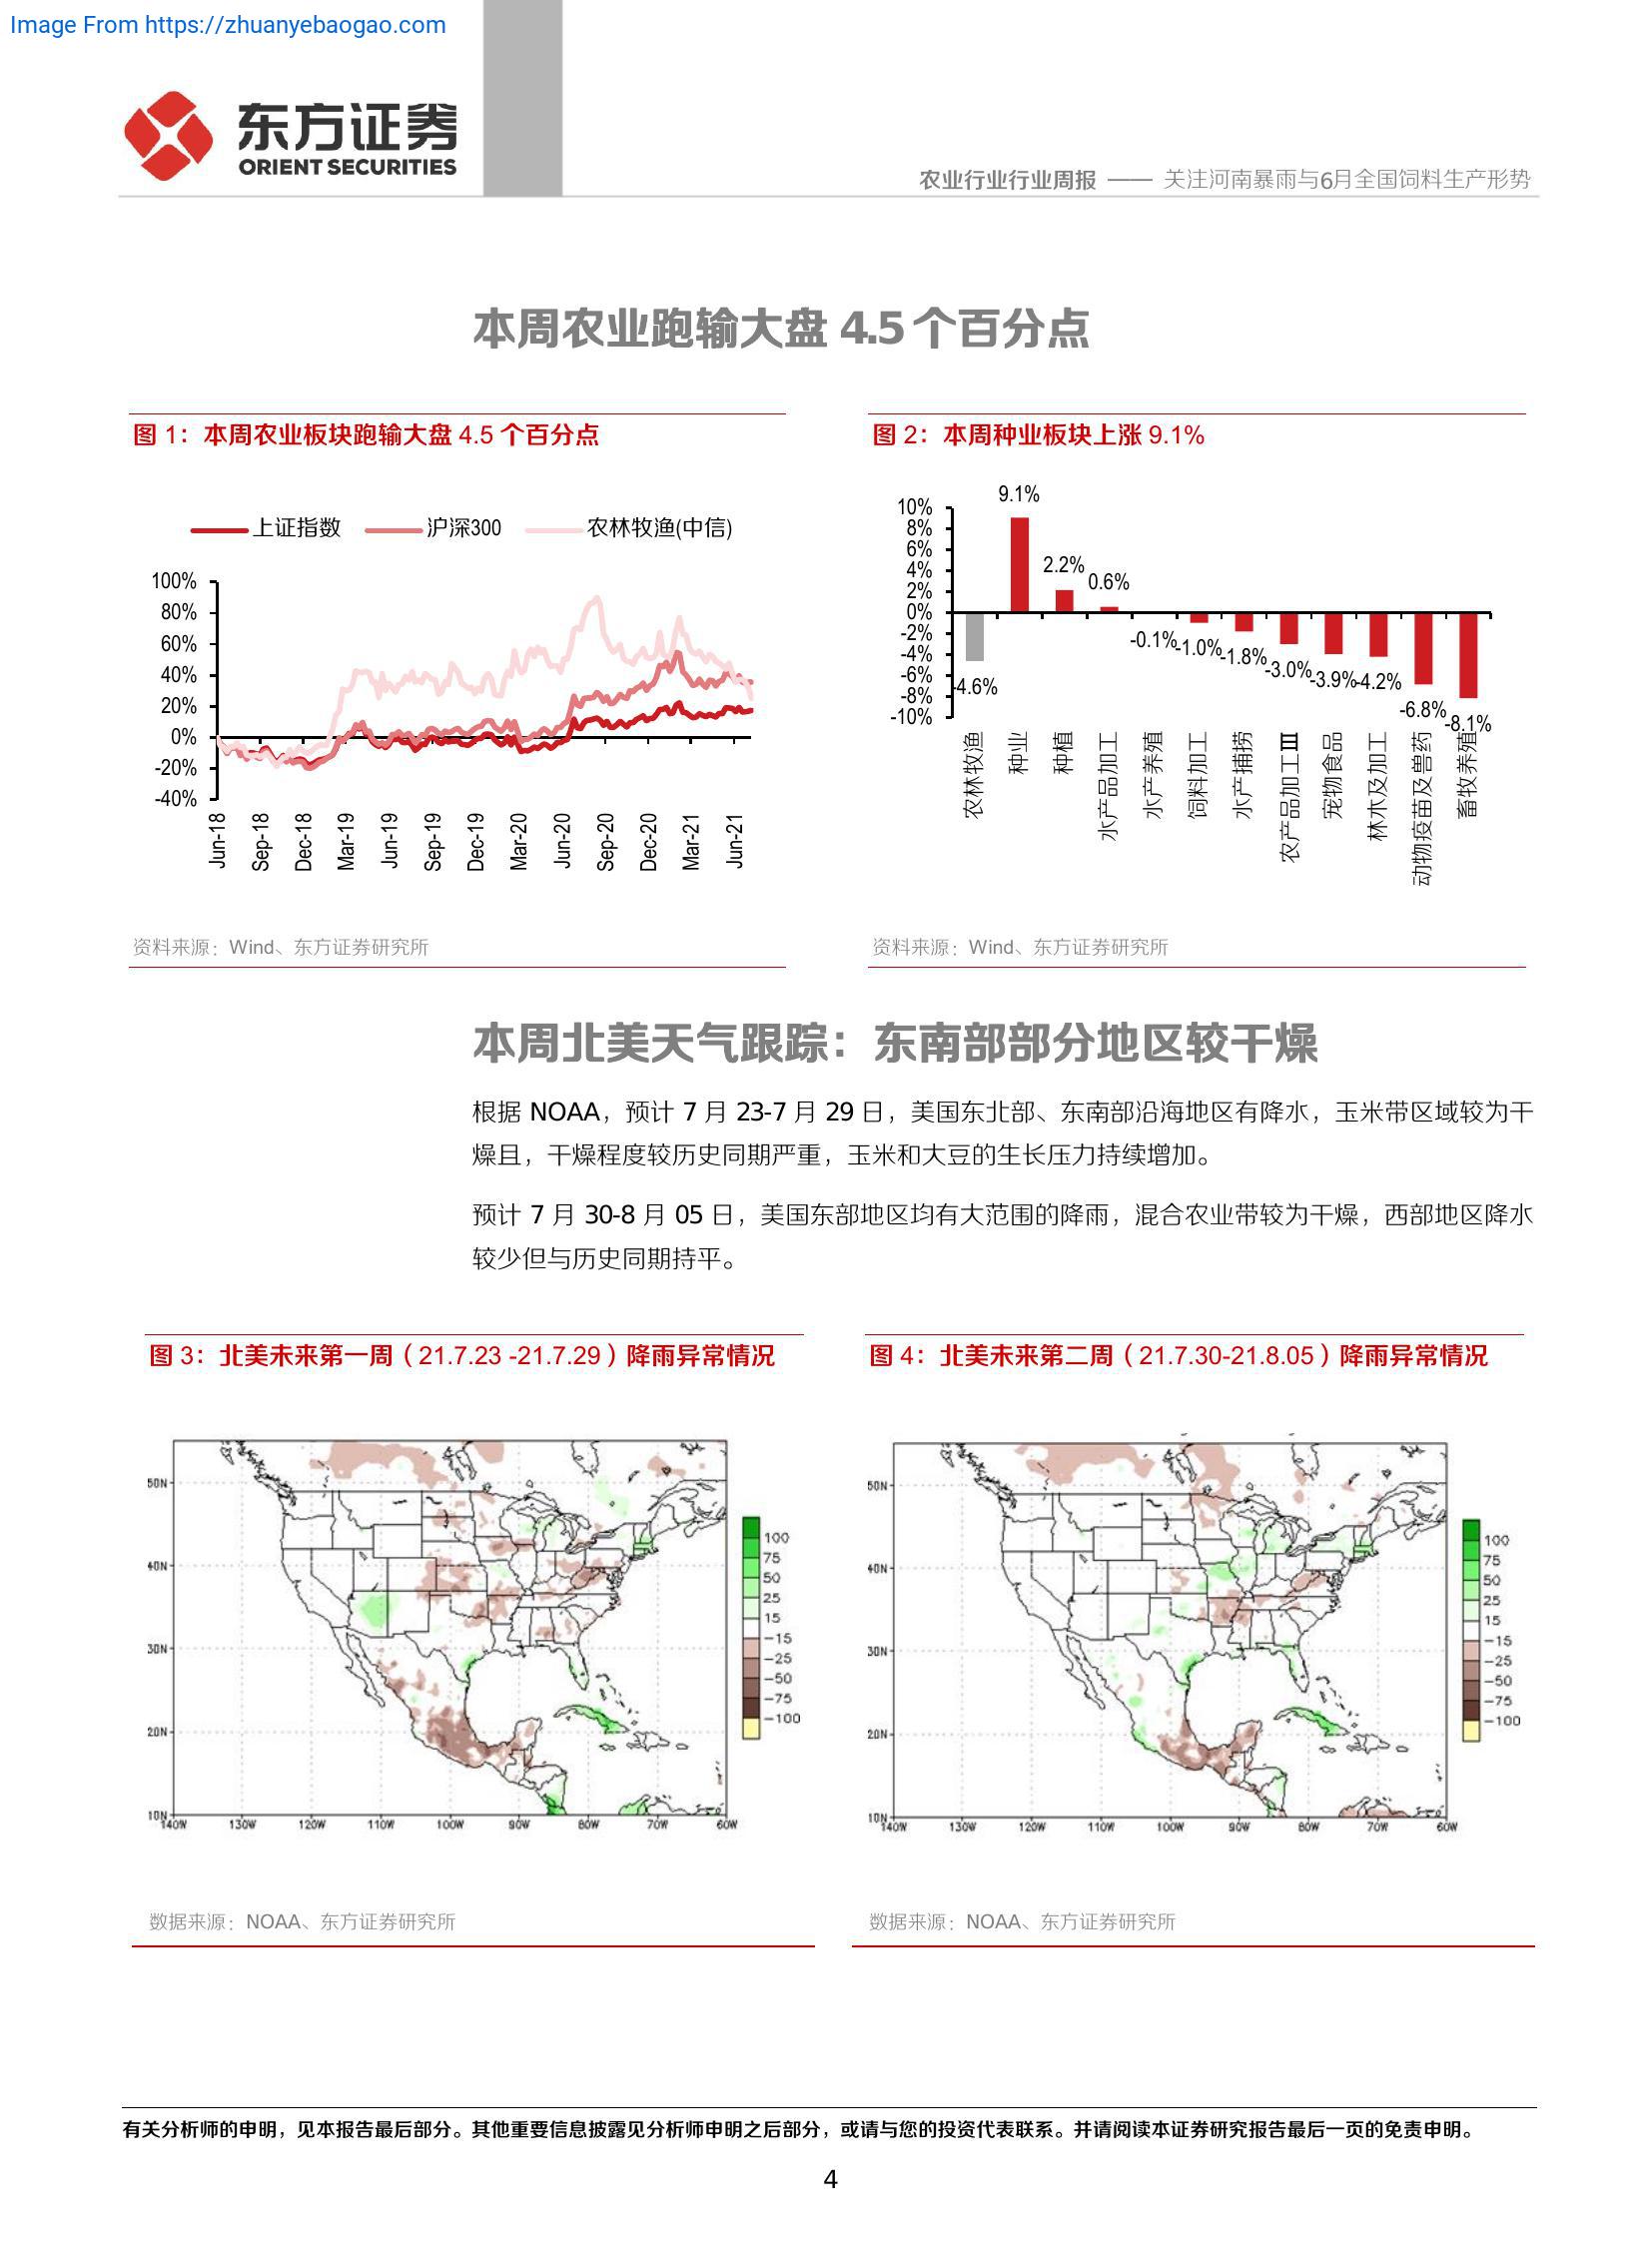 Image From https://zhuanyebaogao.com
东方证券
ORIENT SECURITIES
农业行业行业周报 —— 关注河南暴雨与6月全国饲料生产形势
本周农业跑输大盘 4.5 个百分点
图 1：本周农业板块跑输大盘 4.5 个百分点
上证指数 沪深300 农林牧渔(中信)
100%
80%
60%
40%
20%
0%
-20%
-40%
Jun-18 Sep-18 Dec-18 Mar-19 Jun-19 Sep-19 Dec-19 Mar-20 Jun-20 Sep-20 Dec-20 Mar-21 Jun-21
资料来源：Wind、东方证券研究所
图 2：本周种业板块上涨 9.1%
10%
8%
6%
4%
2%
0%
-2%
-4%
-6%
-8%
-10%
-4.6% 9.1% 2.2% 0.6% -0.1% -1.0% -1.8% -3.0% -3.9% -4.2% -6.8% -8.1%
农林牧渔 种业 种植 水产品加工 水产养殖 饲料加工 水产捕捞 农产品加工Ⅲ 宠物食品 林木及加工 动物疫苗及兽药 畜牧养殖
资料来源：Wind、东方证券研究所
本周北美天气跟踪：东南部部分地区较干燥
根据 NOAA，预计 7 月 23-7 月 29 日，美国东北部、东南部沿海地区有降水，玉米带区域较为干
燥且，干燥程度较历史同期严重，玉米和大豆的生长压力持续增加。
预计 7 月 30-8 月 05 日，美国东部地区均有大范围的降雨，混合农业带较为干燥，西部地区降水
较少但与历史同期持平。
图 3：北美未来第一周（21.7.23 -21.7.29）降雨异常情况
50N
40N
30N
20N
10N
140W 130W 120W 110W 100W 90W 80W 70W 60W
100
75
50
25
15
-15
-25
-50
-75
-100
数据来源：NOAA、东方证券研究所
图 4：北美未来第二周（21.7.30-21.8.05）降雨异常情况
50N
40N
30N
20N
10N
140W 130W 120W 110W 100W 90W 80W 70W 60W
100
75
50
25
15
-15
-25
-50
-75
-100
数据来源：NOAA、东方证券研究所
有关分析师的申明，见本报告最后部分。其他重要信息披露见分析师申明之后部分，或请与您的投资代表联系。并请阅读本证券研究报告最后一页的免责申明。
4